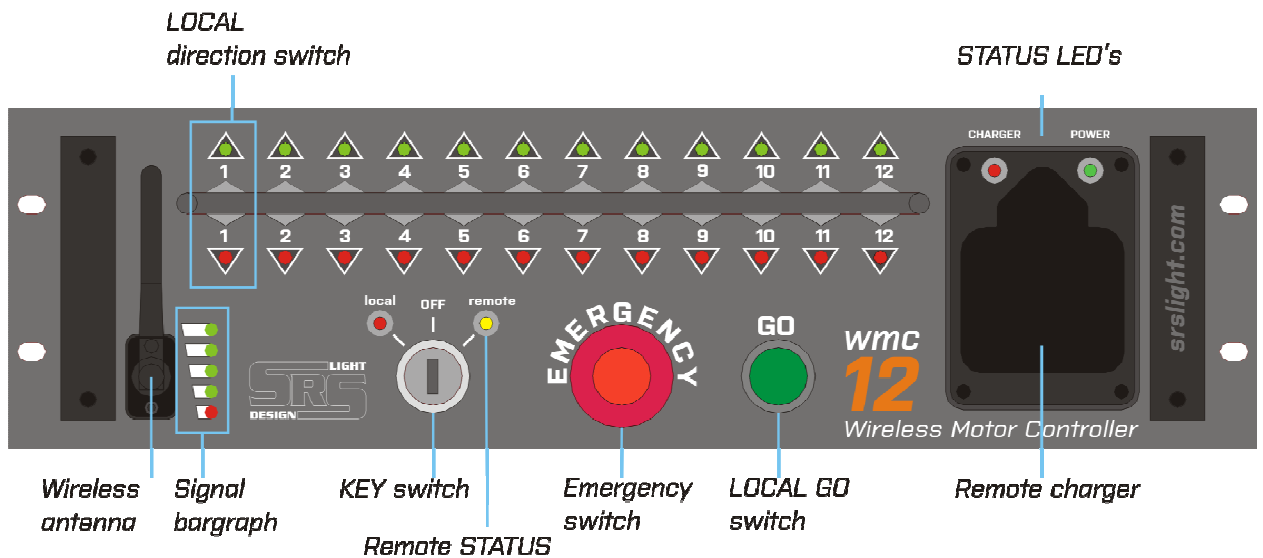 LOCAL
direction switch
STATUS LED's
CHARGER POWER
1 2 3 4 5 6 7 8 9 10 11 12
1 2 3 4 5 6 7 8 9 10 11 12
srslight.com
local OFF remote
EMERGENCY
GO
wmc
12
Wireless Motor Controller
LIGHT
SRS
DESIGN
Wireless
antenna
Signal
bargraph
KEY switch
Remote STATUS
Emergency
switch
LOCAL GO
switch
Remote charger